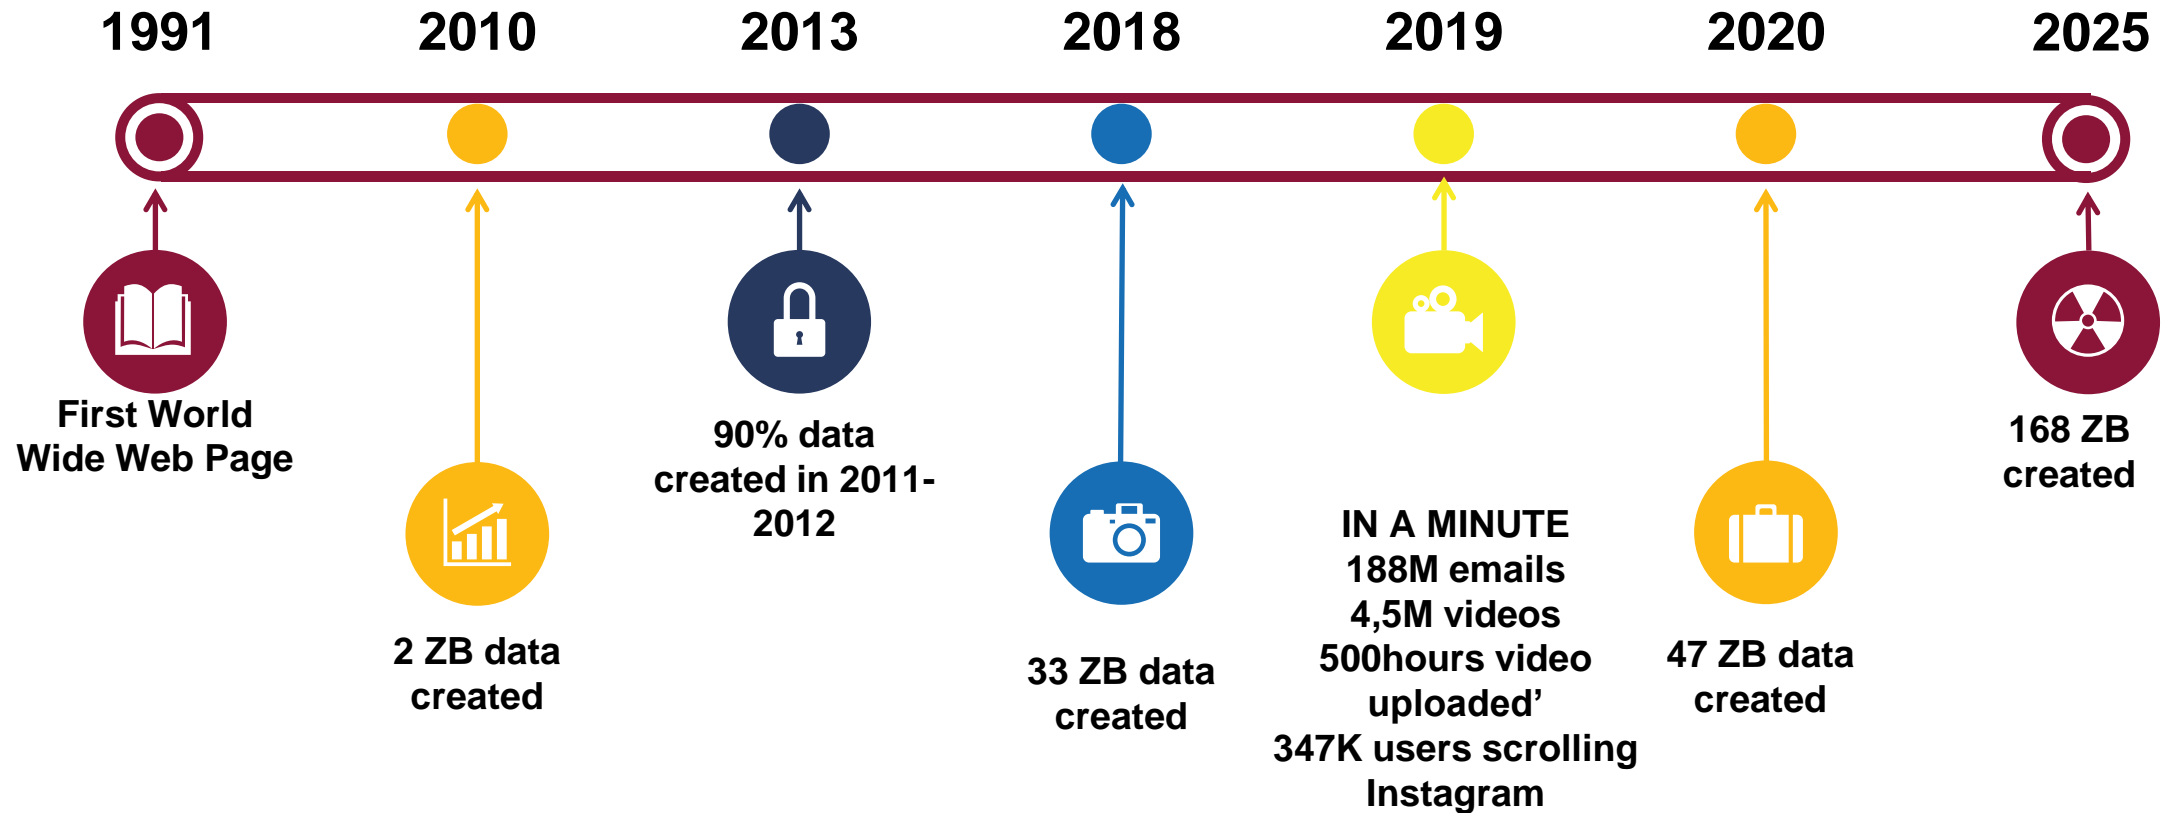 1991
2010
2013
2018
2019
2020
2025
First World
Wide Web Page
2 ZB data
created
90% data
created in 2011-
2012
33 ZB data
created
IN A MINUTE
188M emails
4,5M videos
500hours video
uploaded’
347K users scrolling
Instagram
47 ZB data
created
168 ZB
created